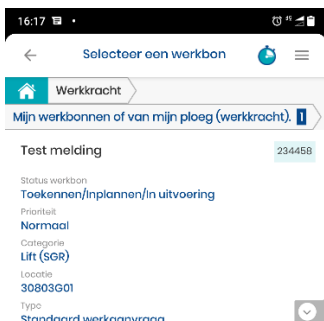 16:17
Selecteer een werkbon
Werkkracht
Mijn werkbonnen of van mijn ploeg (werkkracht). 1
Test melding 234458
Status werkbon
Toekennen/Inplannen/In uitvoering
Prioriteit
Normaal
Categorie
Lift (SGR)
Locatie
30803G01
Type
Standaard werkaanvraag